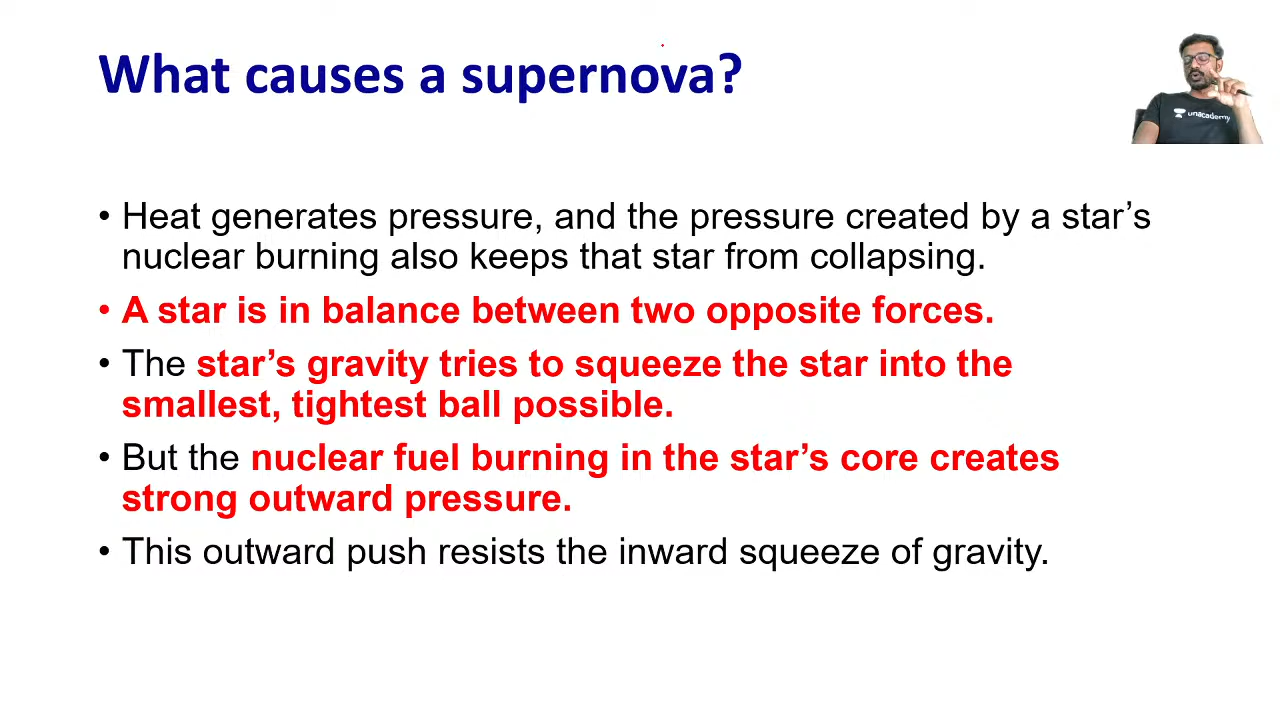 What causes a supernova?
unacademy
• Heat generates pressure, and the pressure created by a star’s
nuclear burning also keeps that star from collapsing.
• A star is in balance between two opposite forces.
• The star’s gravity tries to squeeze the star into the
smallest, tightest ball possible.
• But the nuclear fuel burning in the star’s core creates
strong outward pressure.
• This outward push resists the inward squeeze of gravity.